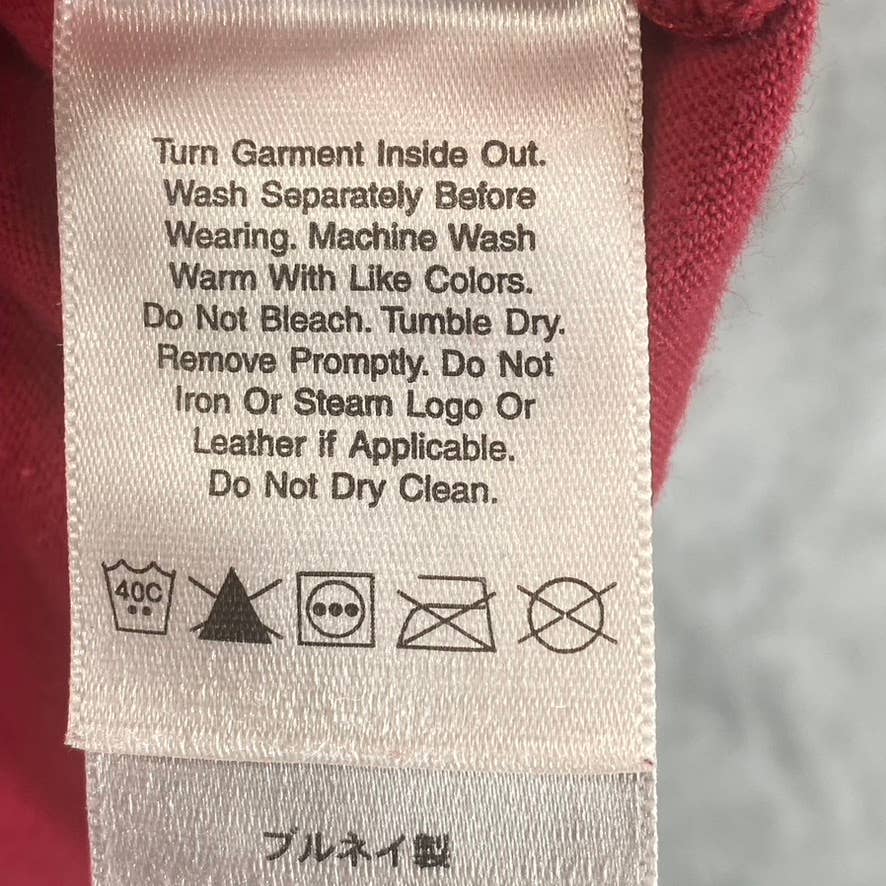 Turn Garment Inside Out.
Wash Separately Before
Wearing. Machine Wash
Warm With Like Colors.
Do Not Bleach. Tumble Dry.
Remove Promptly. Do Not
Iron Or Steam Logo Or
Leather if Applicable.
Do Not Dry Clean.
40C
ブルネイ製